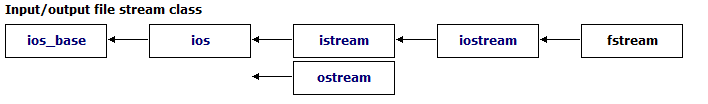 Input/output file stream class
ios_base ios istream iostream fstream
ostream